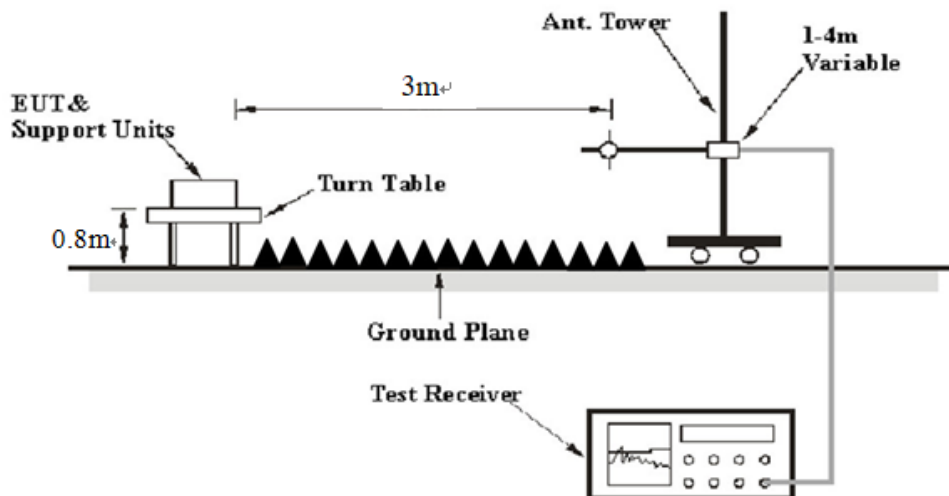 Ant. Tower
1-4m
Variable
3m
EUT&
Support Units
Turn Table
0.8m
Ground Plane
Test Receiver